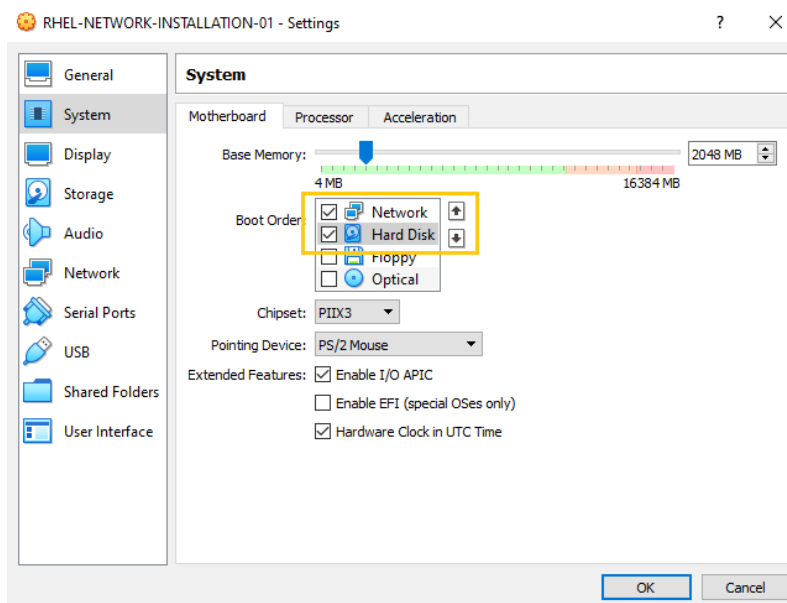 RHEL-NETWORK-INSTALLATION-01 - Settings
?
General
System
Display
Storage
Audio
Network
Serial Ports
USB
Shared Folders
User Interface
System
Motherboard Processor Acceleration
Base Memory: 2048 MB
4 MB 16384 MB
Boot Order:
Network
Hard Disk
Floppy
Optical
Chipset: PIIX3
Pointing Device: PS/2 Mouse
Extended Features: Enable I/O APIC
Enable EFI (special OSes only)
Hardware Clock in UTC Time
OK Cancel